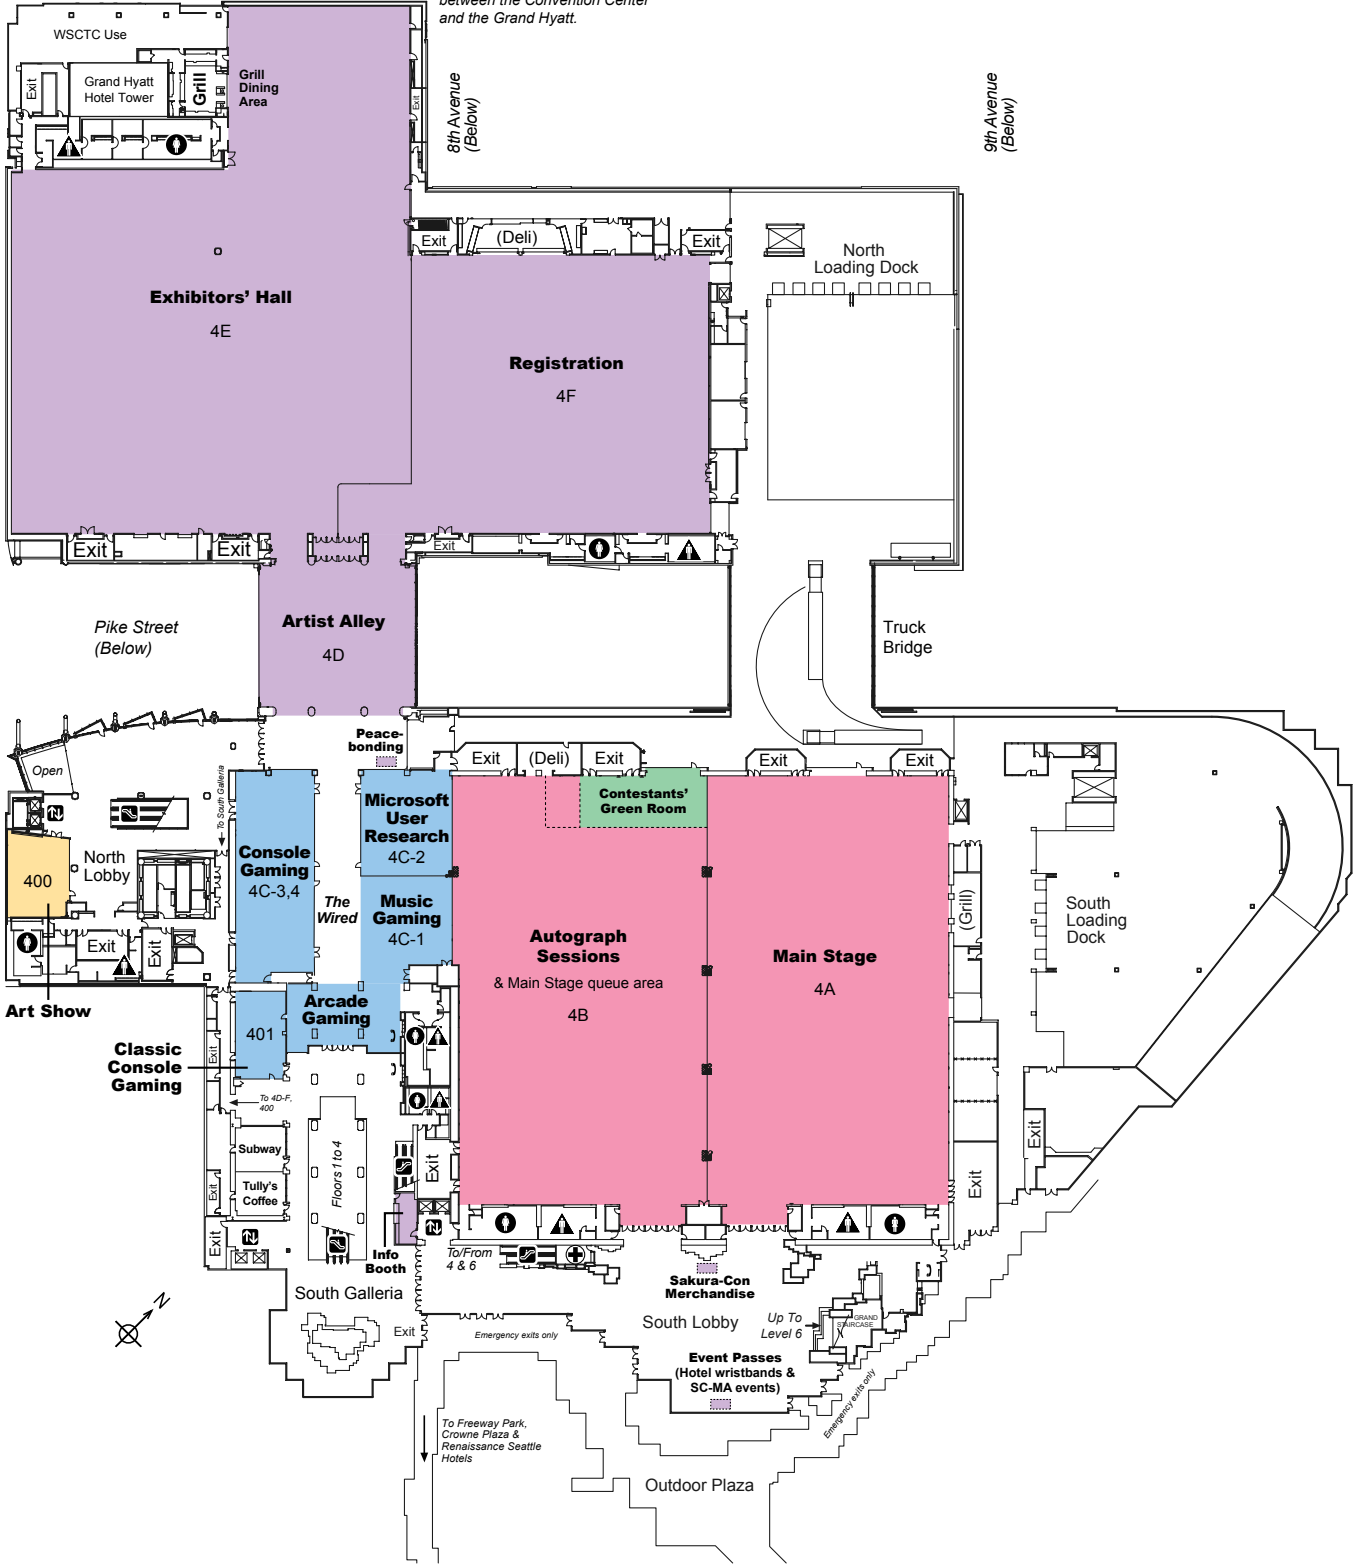 between the Convention Center
and the Grand Hyatt.
WSCTC Use
Exit
Grand Hyatt
Hotel Tower
Grill
Grill
Dining
Area
Exit
8th Avenue
(Below)
9th Avenue
(Below)
Exit
(Deli)
Exit
North
Loading Dock
Exhibitors' Hall
4E
Registration
4F
Exit
Exit
Exit
Artist Alley
4D
Pike Street
(Below)
Truck
Bridge
Peace-
bonding
Open
To South Galleria
Exit
(Deli)
Exit
Exit
Exit
Contestants'
Green Room
Microsoft
User
Research
4C-2
Console
Gaming
4C-3,4
North
Lobby
400
The
Wired
Music
Gaming
4C-1
(Grill)
South
Loading
Dock
Autograph
Sessions
& Main Stage queue area
4B
Main Stage
4A
Exit
Exit
Art Show
Arcade
Gaming
401
Classic
Console
Gaming
Exit
To 4D-F,
400
Subway
Tully's
Coffee
Floors 1 to 4
Exit
Exit
Exit
Exit
Exit
Info
Booth
To/From
4 & 6
Sakura-Con
Merchandise
South Galleria
N
Exit
Emergency exits only
South Lobby
Up To
Level 6
GRAND
STAIRCASE
Event Passes
(Hotel wristbands &
SC-MA events)
Emergency exits only
To Freeway Park,
Crowne Plaza &
Renaissance Seattle
Hotels
Outdoor Plaza